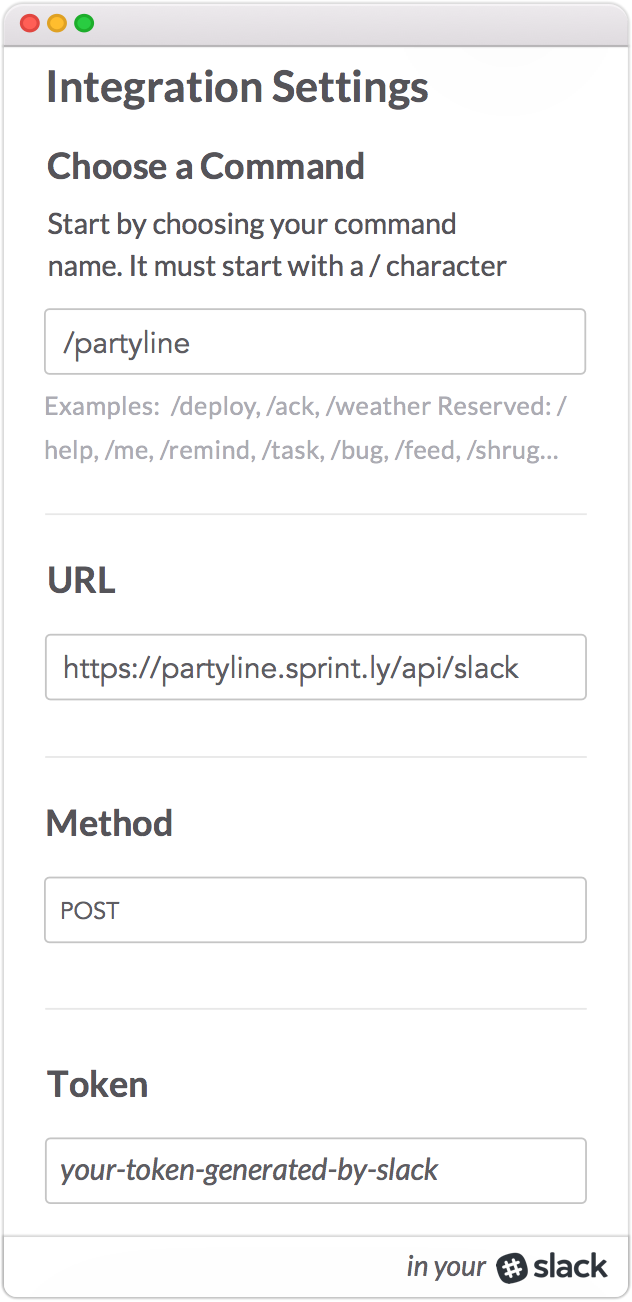 Integration Settings
Choose a Command
Start by choosing your command
name. It must start with a / character
/partyline
Examples: /deploy, /ack, /weather Reserved: /
help, /me, /remind, /task, /bug, /feed, /shrug...
URL
https://partyline.sprint.ly/api/slack
Method
POST
Token
your-token-generated-by-slack
in your slack